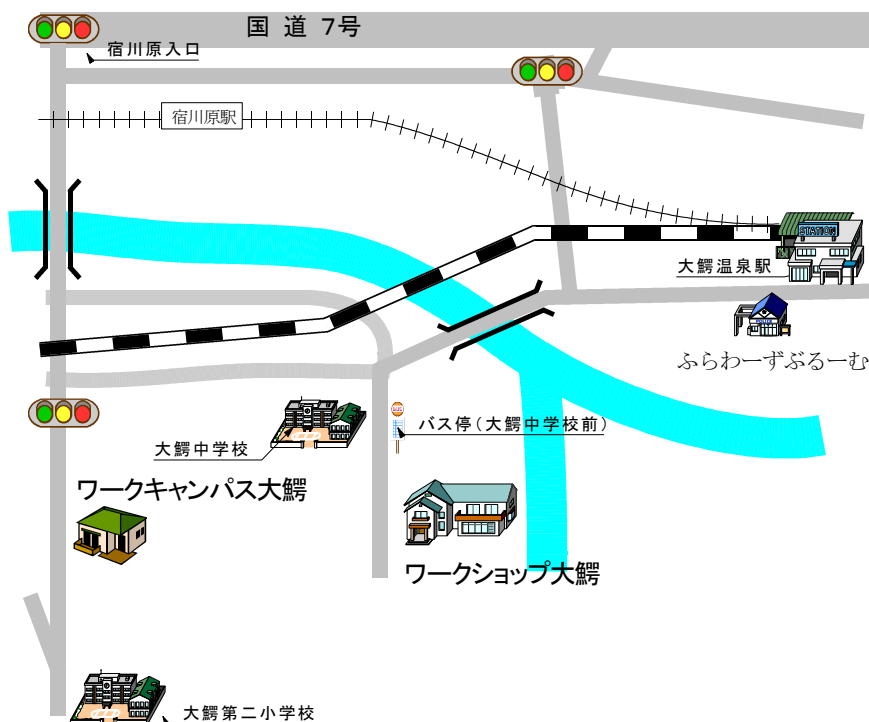 国道 7号
宿川原入口
宿川原駅
STATION
大鰐温泉駅
POLICE
ふらわーずぶるーむ
BUS
バス停(大鰐中学校前)
大鰐中学校
ワークキャンパス大鰐
ワークショップ大鰐
大鰐第二小学校